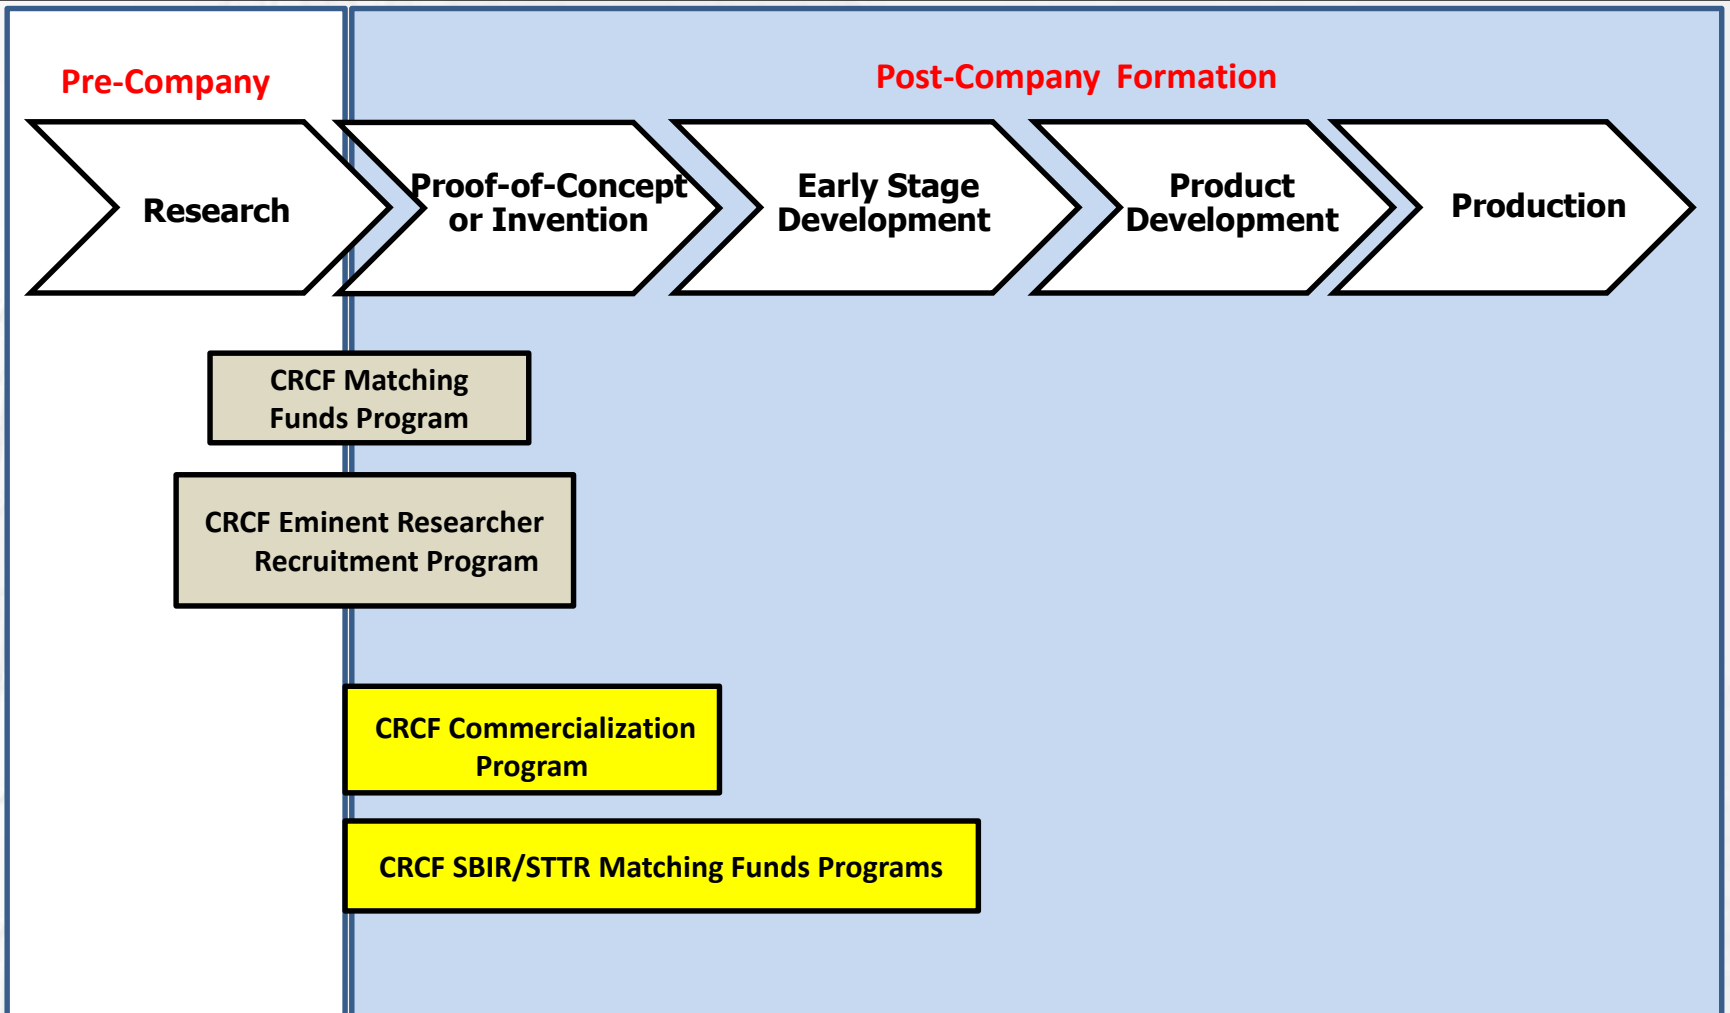 Pre-Company
Post-Company Formation
Research
Proof-of-Concept
or Invention
Early Stage
Development
Product
Development
Production
CRCF Matching
Funds Program
CRCF Eminent Researcher
Recruitment Program
CRCF Commercialization
Program
CRCF SBIR/STTR Matching Funds Programs